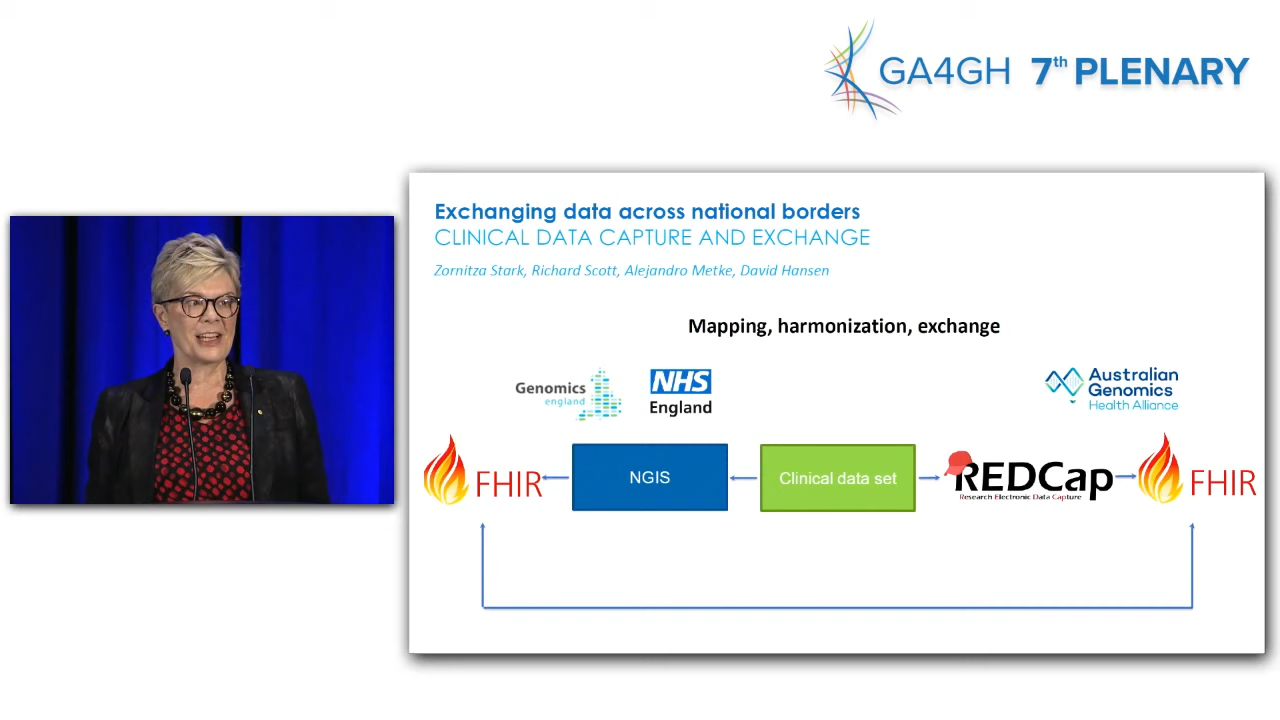 GA4GH 7th PLENARY
Exchanging data across national borders
CLINICAL DATA CAPTURE AND EXCHANGE
Zornitza Stark, Richard Scott, Alejandro Metke, David Hansen
Mapping, harmonization, exchange
Genomics
england
NHS
England
Australian
Genomics
Health Alliance
FHIR
NGIS
Clinical data set
REDCap
Research Electronic Data Capture
FHIR